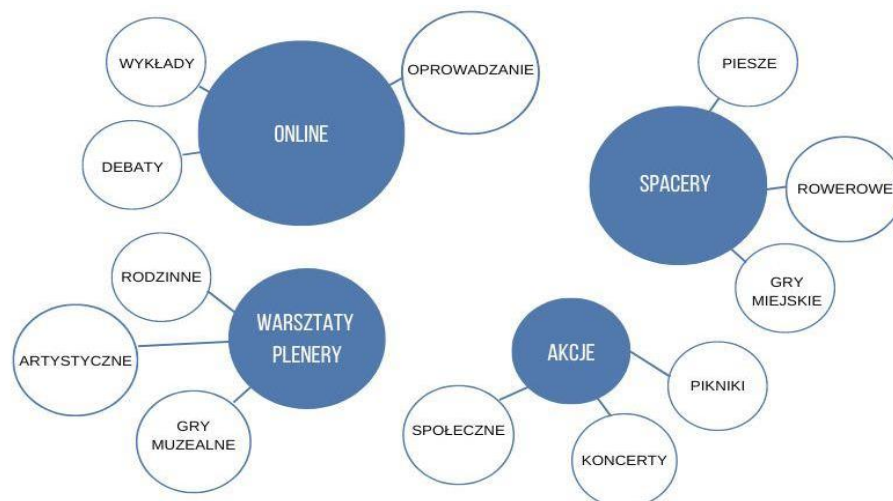 WYKŁADY
OPROWADZANIE
ONLINE
DEBATY
PIESZE
SPACERY
ROWEROWE
GRY
MIEJSKIE
RODZINNE
WARSZTATY
PLENERY
ARTYSTYCZNE
GRY
MUZEALNE
AKCJE
PIKNIKI
SPOŁECZNE
KONCERTY